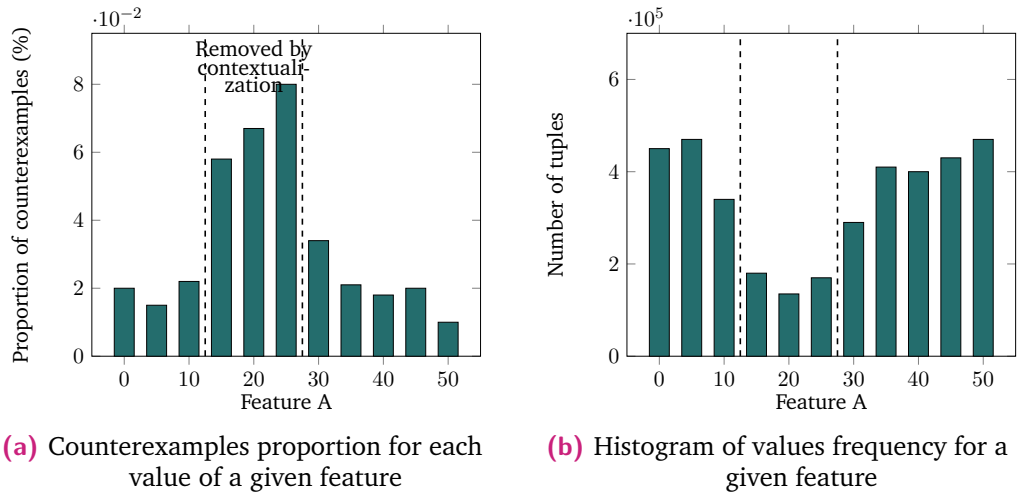 ·10⁻²
Proportion of counterexamples (%)
8
6
4
2
0
Removed by
contextuali-
zation
0 10 20 30 40 50
Feature A
(a) Counterexamples proportion for each
value of a given feature
·10⁵
Number of tuples
6
4
2
0
0 10 20 30 40 50
Feature A
(b) Histogram of values frequency for a
given feature